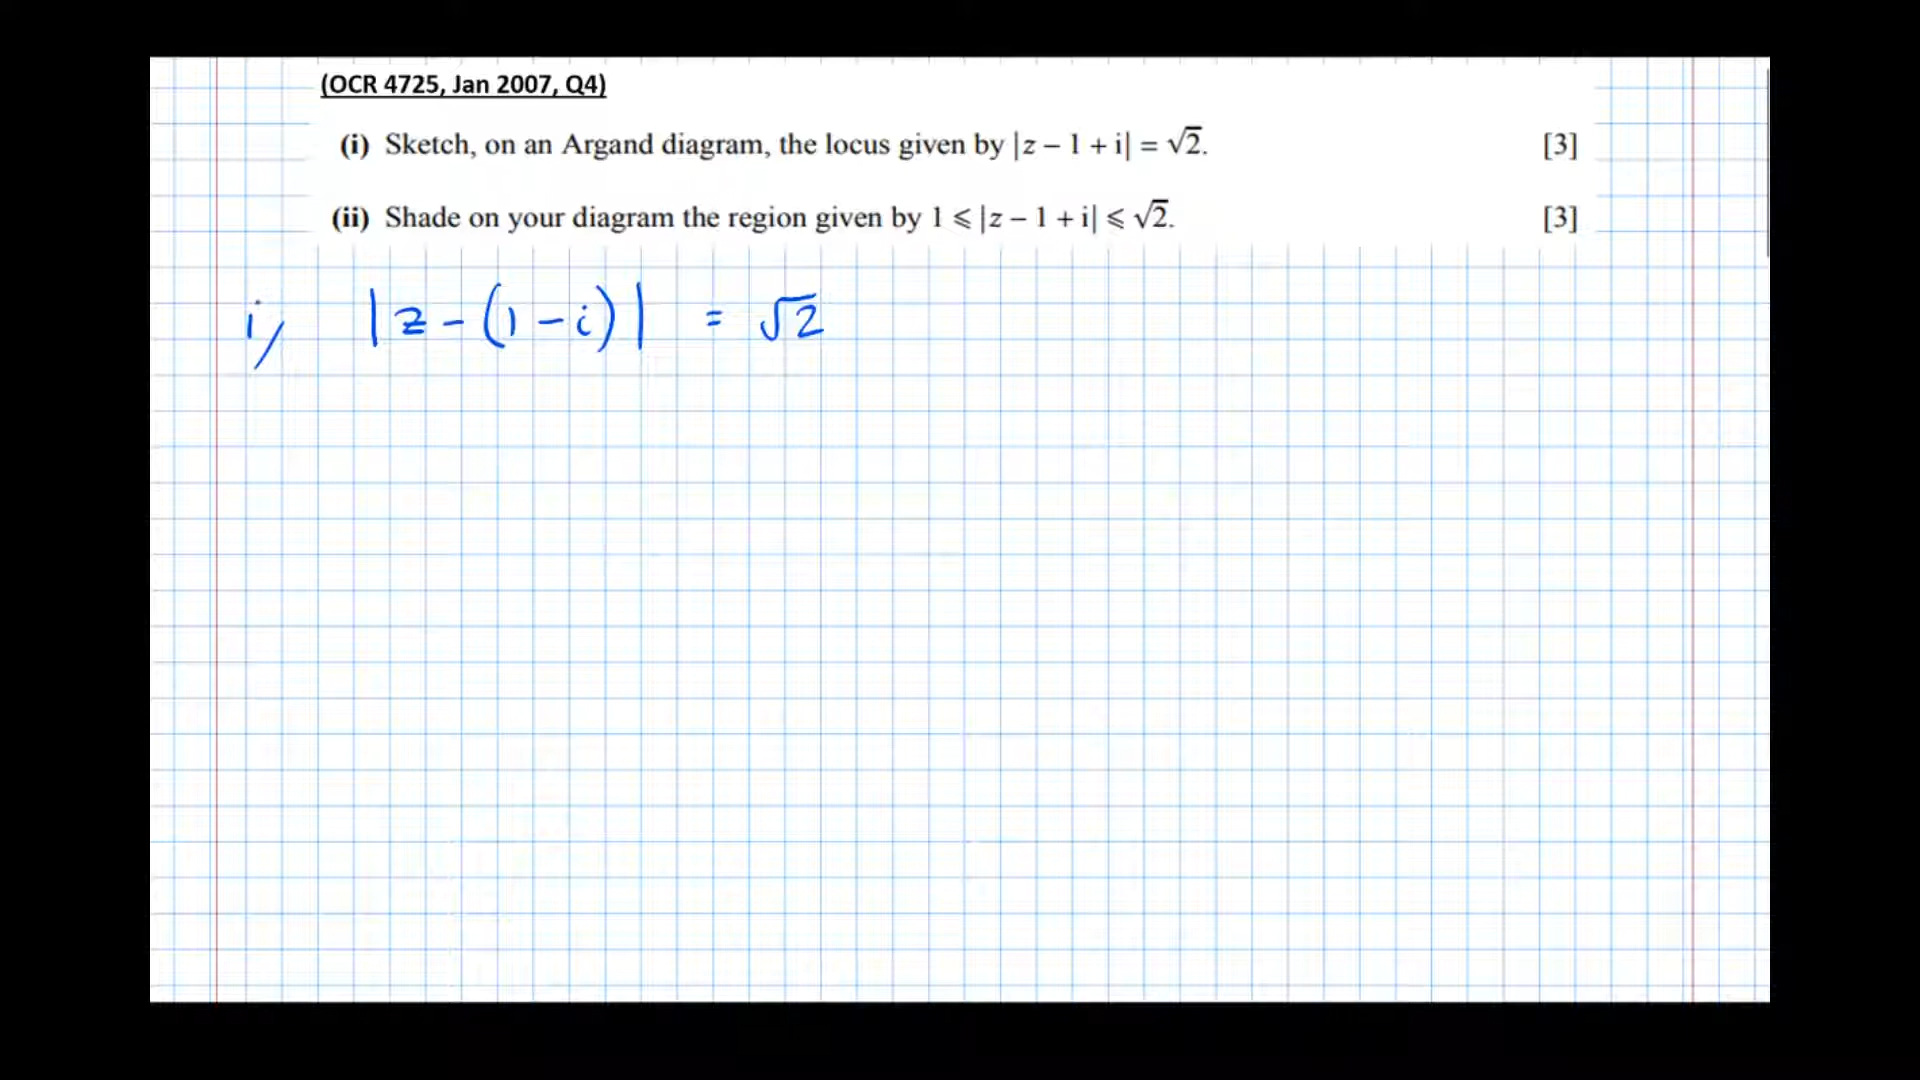 (OCR 4725, Jan 2007, Q4)
(i) Sketch, on an Argand diagram, the locus given by |z − 1 + i| = √2. [3]
(ii) Shade on your diagram the region given by 1 ⩽ |z − 1 + i| ⩽ √2. [3]
i/ |z − (1 − i)| = √2